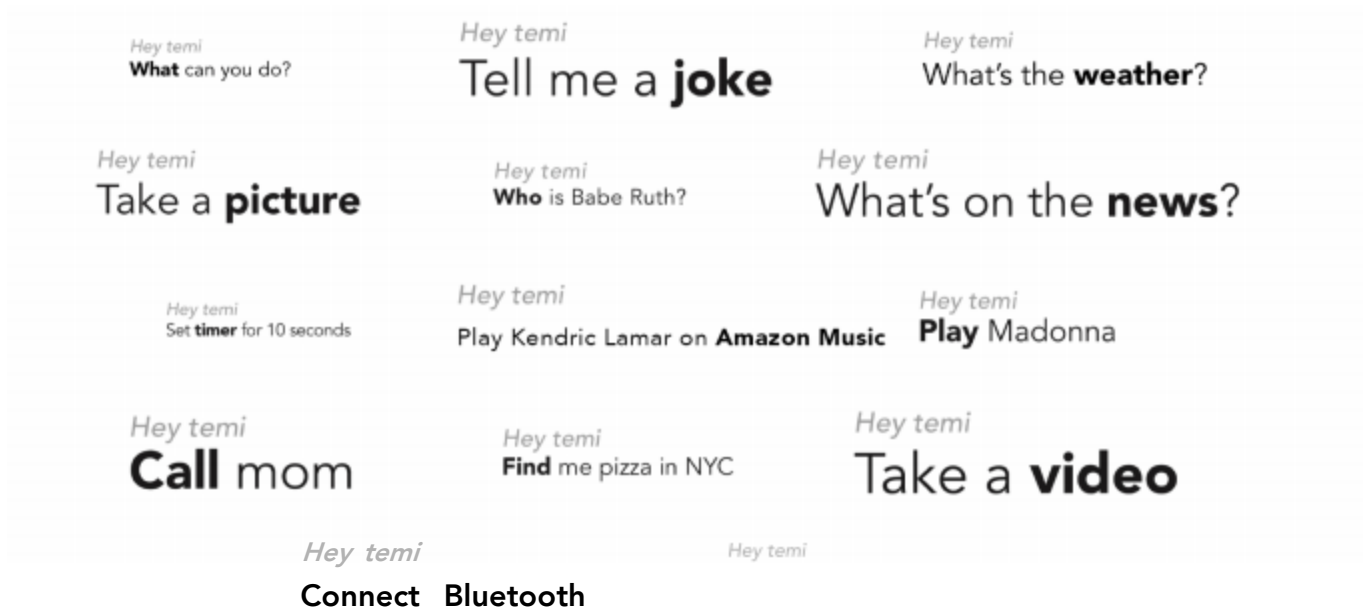 Hey temi
What can you do?
Hey temi
Tell me a joke
Hey temi
What's the weather?
Hey temi
Take a picture
Hey temi
Who is Babe Ruth?
Hey temi
What's on the news?
Hey temi
Set timer for 10 seconds
Hey temi
Play Kendric Lamar on Amazon Music
Hey temi
Play Madonna
Hey temi
Call mom
Hey temi
Find me pizza in NYC
Hey temi
Take a video
Hey temi
Connect Bluetooth
Hey temi